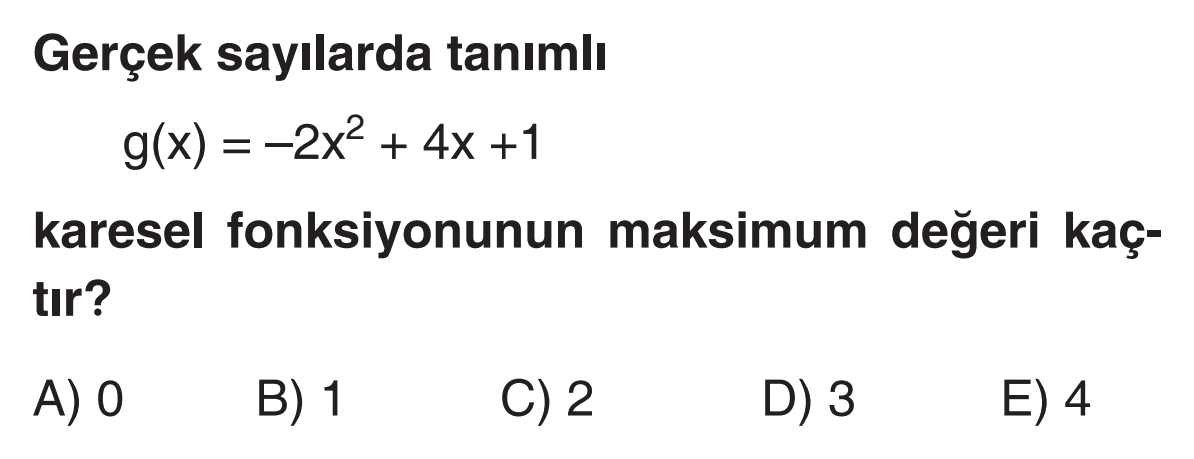 Gerçek sayılarda tanımlı
g(x) = –2x² + 4x +1
karesel fonksiyonunun maksimum değeri kaç-
tır?
A) 0 B) 1 C) 2 D) 3 E) 4